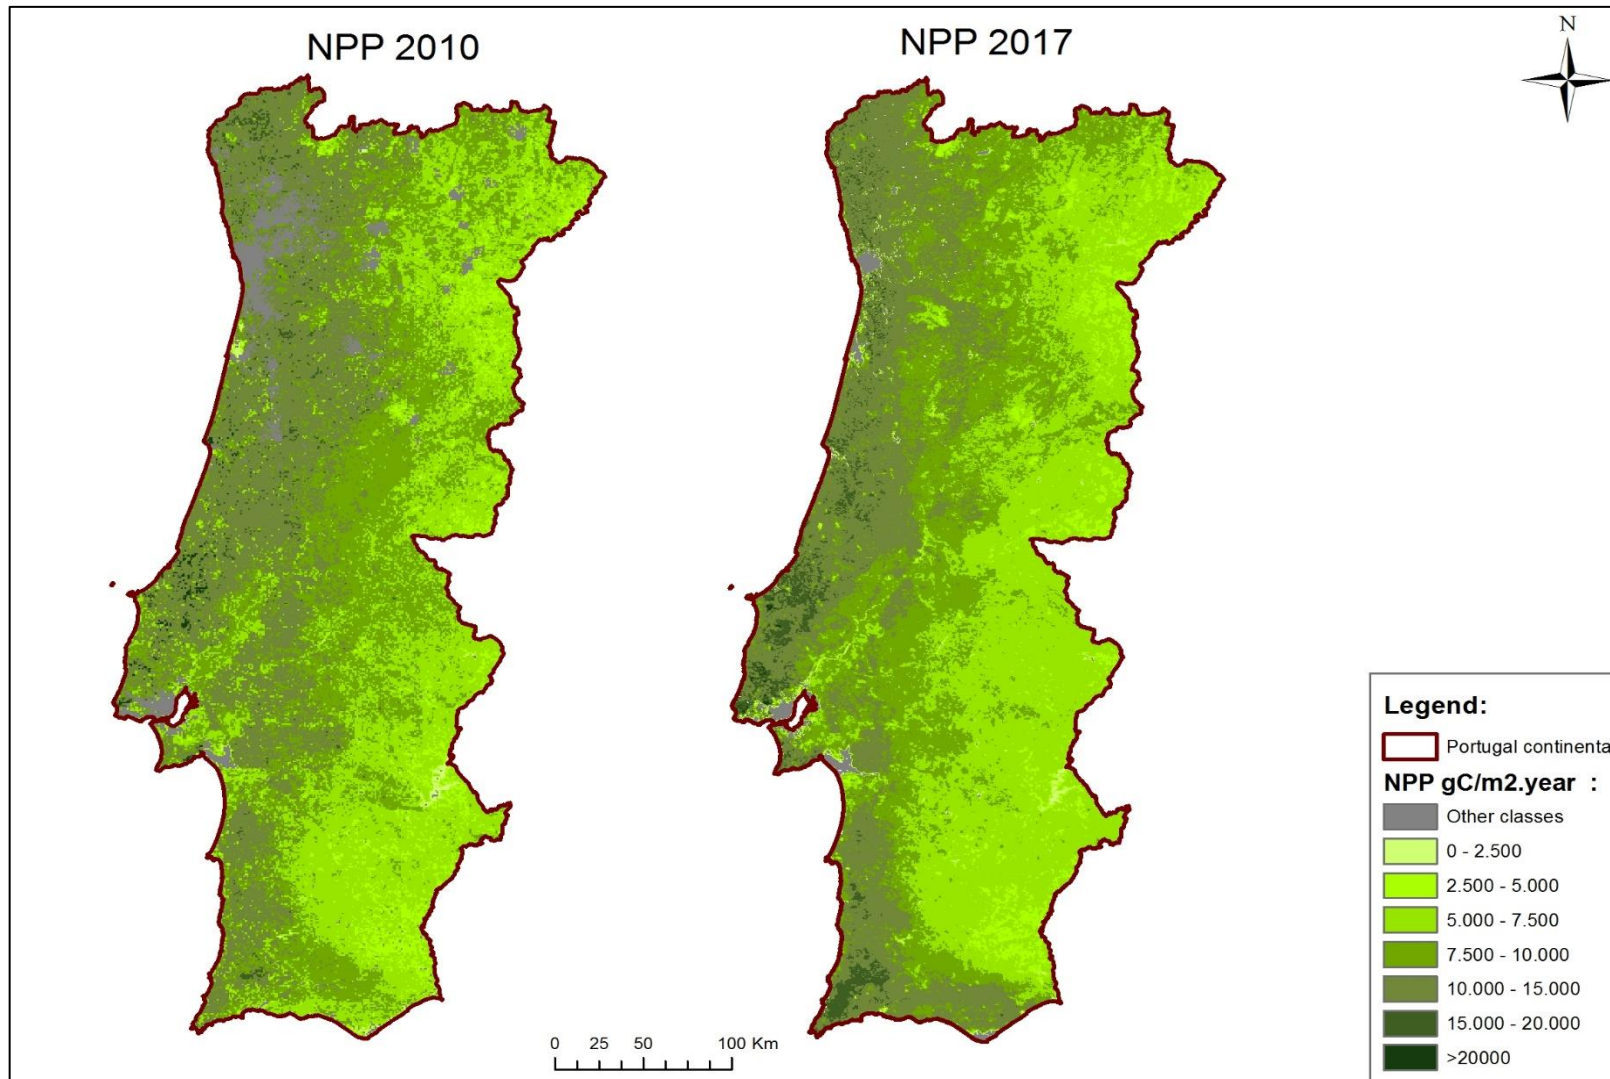 NPP 2010
NPP 2017
N
Legend:
Portugal continenta
NPP gC/m2.year :
Other classes
0 - 2.500
2.500 - 5.000
5.000 - 7.500
7.500 - 10.000
10.000 - 15.000
15.000 - 20.000
>20000
0 25 50 100 Km